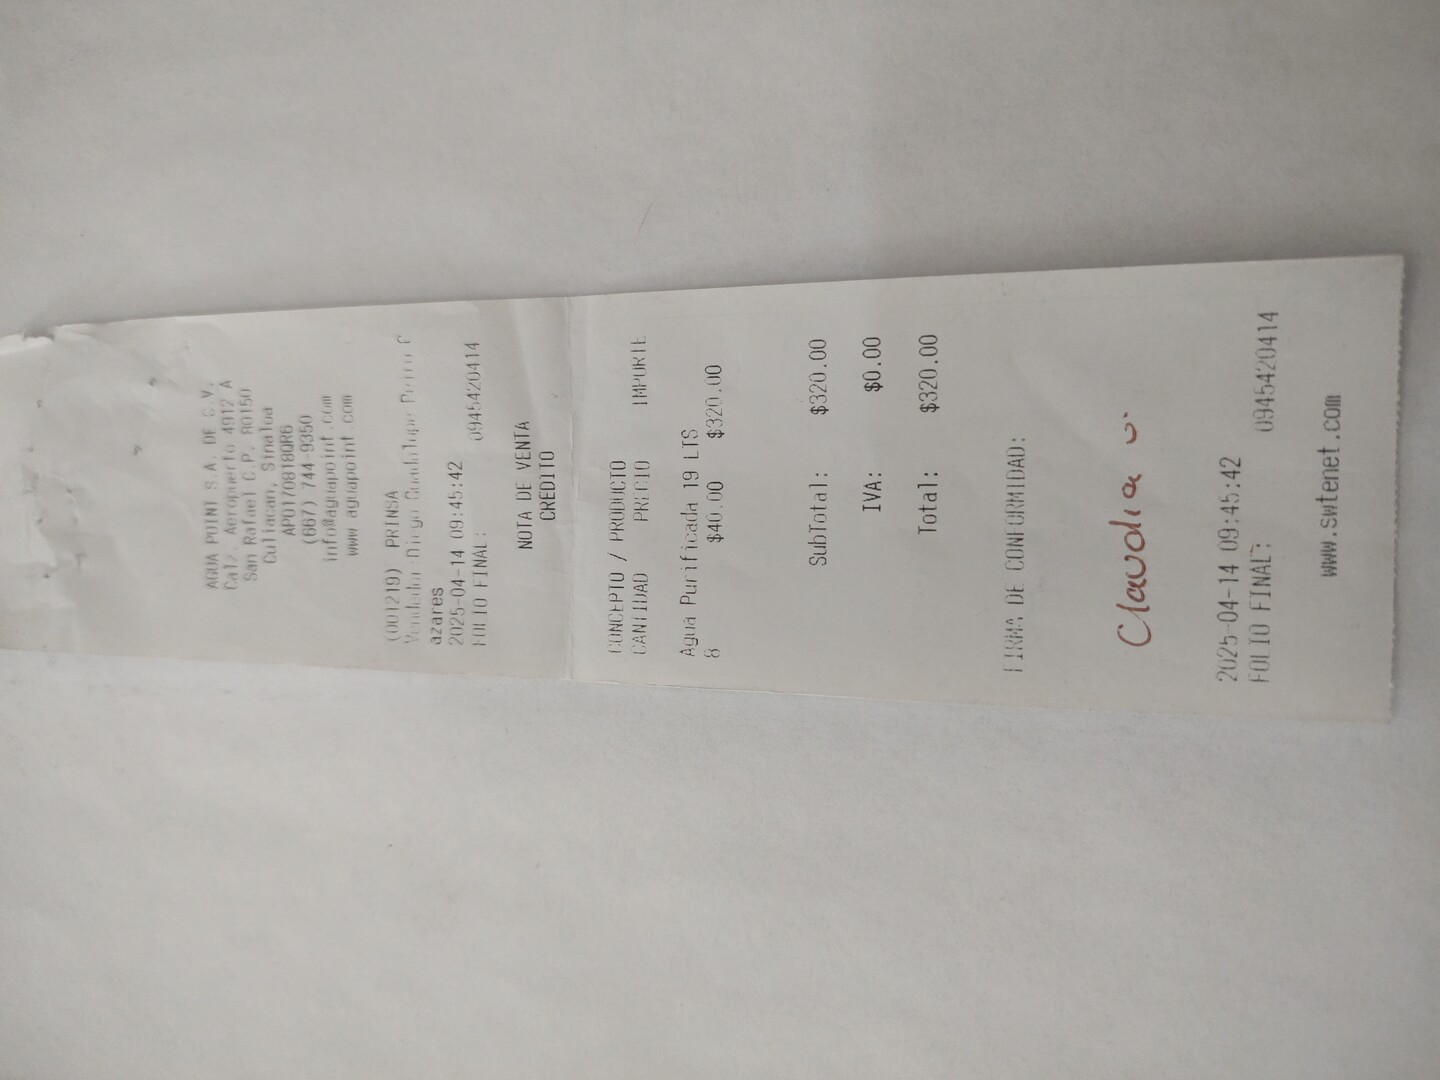 AGUA POINT S.A. DE C.V.
Calz. Aeropuerto 4912 A
San Rafael C.P. 80150
Culiacan, Sinaloa
APO170818QR6
(667) 744-9350
info@aguapoint.com
www.aguapoint.com
(001219) PRINSA
Vendedor: Diego Guadalupe
azares
2025-04-14 09:45:42
FOLIO FINAL: 0945420414
NOTA DE VENTA
CREDITO
CONCEPTO / PRODUCTO
CANTIDAD PRECIO IMPORTE
Agua Purificada 19 LTS
8 $40.00 $320.00
SubTotal: $320.00
IVA: $0.00
Total: $320.00
FIRMA DE CONFORMIDAD:
Claudia
2025-04-14 09:45:42
FOLIO FINAL: 0945420414
www.swtenet.com